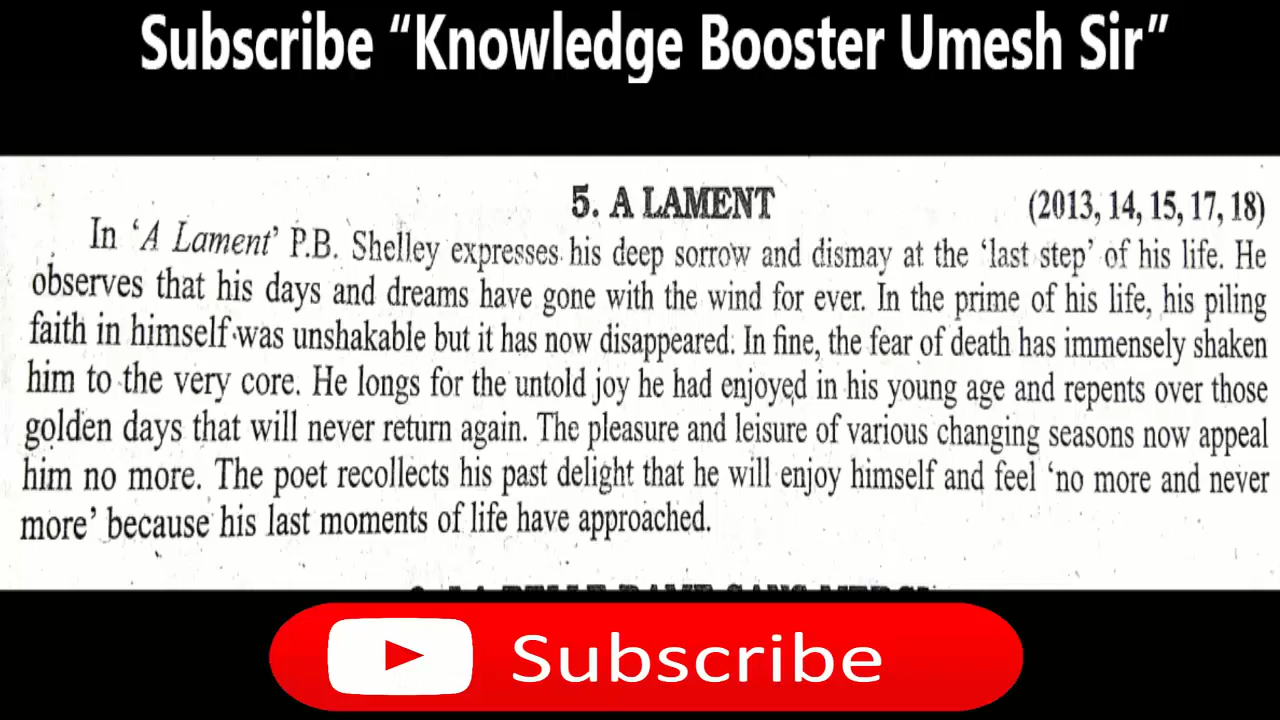 Subscribe “Knowledge Booster Umesh Sir”
5. A LAMENT (2013, 14, 15, 17, 18)
In ‘A Lament’ P.B. Shelley expresses his deep sorrow and dismay at the ‘last step’ of his life. He
observes that his days and dreams have gone with the wind for ever. In the prime of his life, his piling
faith in himself was unshakable but it has now disappeared. In fine, the fear of death has immensely shaken
him to the very core. He longs for the untold joy he had enjoyed in his young age and repents over those
golden days that will never return again. The pleasure and leisure of various changing seasons now appeal
him no more. The poet recollects his past delight that he will enjoy himself and feel ‘no more and never
more’ because his last moments of life have approached.
Subscribe